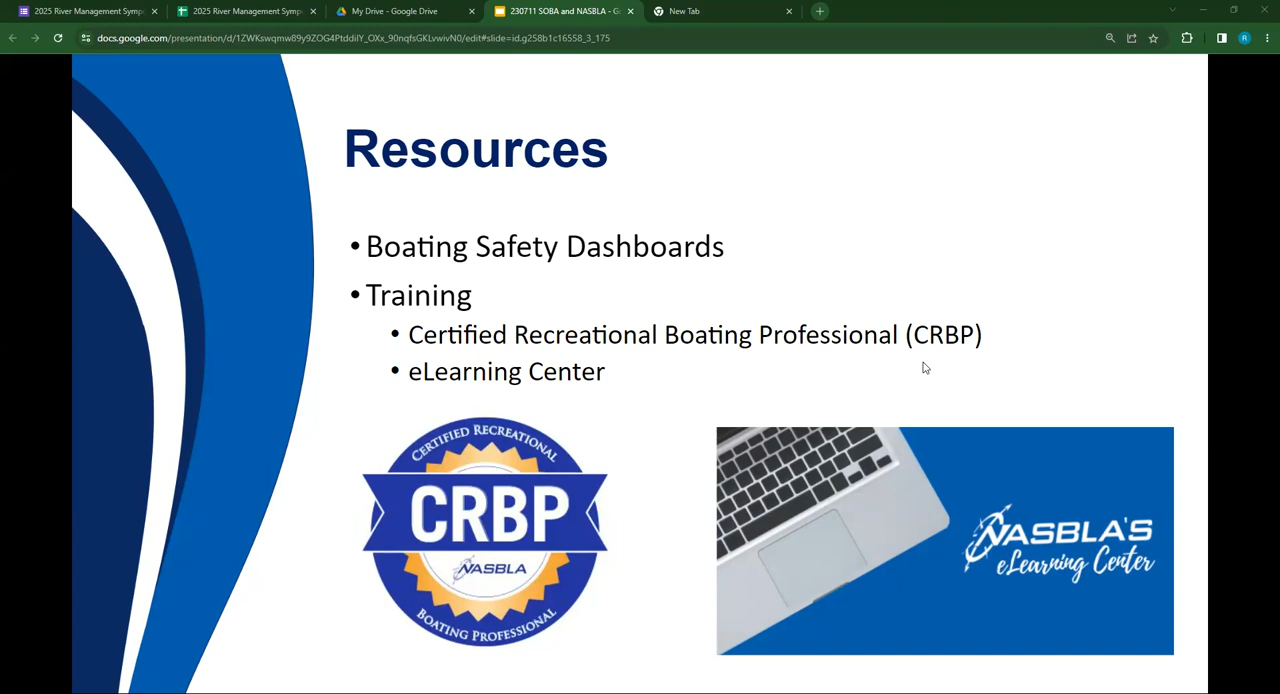 2025 River Management Symp
2025 River Management Symp
My Drive - Google Drive
230711 SOBA and NASBLA - G
New Tab
docs.google.com/presentation/d/1ZWKswqmw89y9ZOG4PtddilY_OXx_90nqfsGKLvwivN0/edit#slide=id.g258b1c16558_3_175
R
Resources
• Boating Safety Dashboards
• Training
• Certified Recreational Boating Professional (CRBP)
• eLearning Center
CERTIFIED RECREATIONAL
CRBP
NASBLA
BOATING PROFESSIONAL
NASBLA'S
eLearning Center